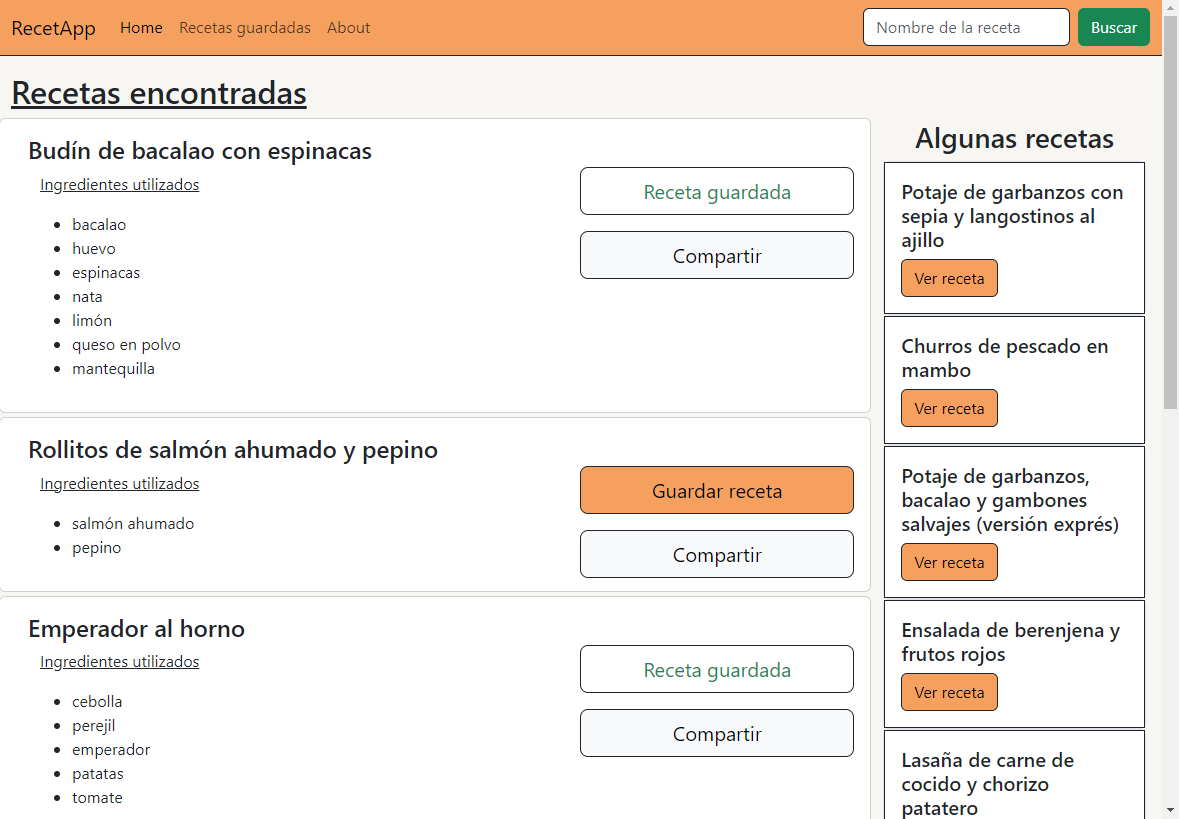 RecetApp Home Recetas guardadas About Nombre de la receta Buscar
Recetas encontradas
Budín de bacalao con espinacas
Ingredientes utilizados
bacalao
huevo
espinacas
nata
limón
queso en polvo
mantequilla
Receta guardada
Compartir
Rollitos de salmón ahumado y pepino
Ingredientes utilizados
salmón ahumado
pepino
Guardar receta
Compartir
Emperador al horno
Ingredientes utilizados
cebolla
perejil
emperador
patatas
tomate
Receta guardada
Compartir
Algunas recetas
Potaje de garbanzos con
sepia y langostinos al
ajillo
Ver receta
Churros de pescado en
mambo
Ver receta
Potaje de garbanzos,
bacalao y gambones
salvajes (versión exprés)
Ver receta
Ensalada de berenjena y
frutos rojos
Ver receta
Lasaña de carne de
cocido y chorizo
patatero